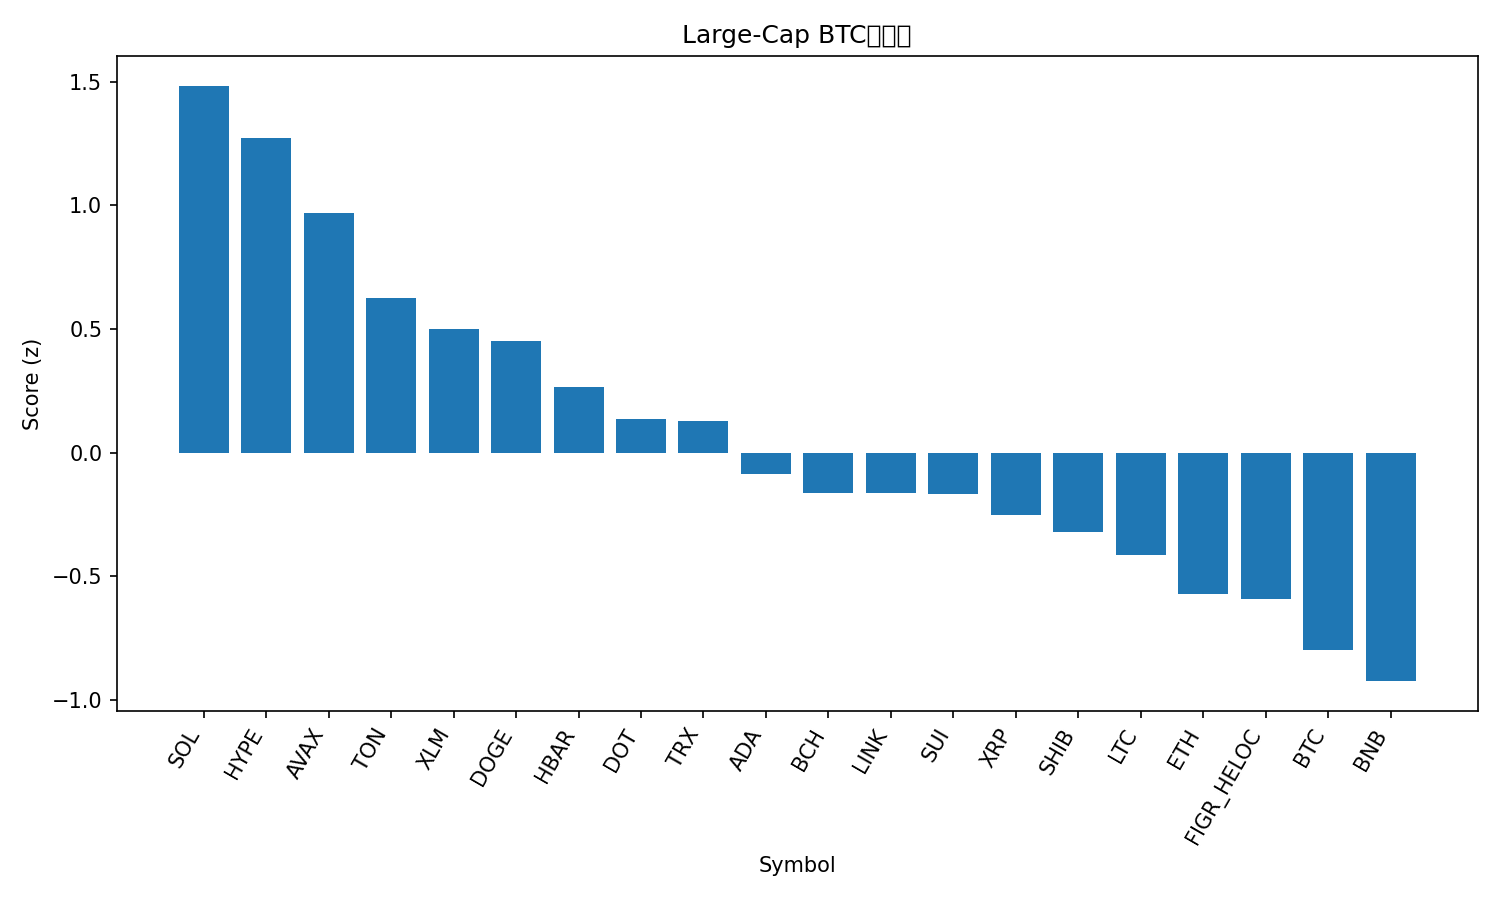 Large-Cap BTC
Score (z)
1.5
1.0
0.5
0.0
−0.5
−1.0
SOL
HYPE
AVAX
TON
XLM
DOGE
HBAR
DOT
TRX
ADA
BCH
LINK
SUI
XRP
SHIB
LTC
ETH
FIGR_HELOC
BTC
BNB
Symbol